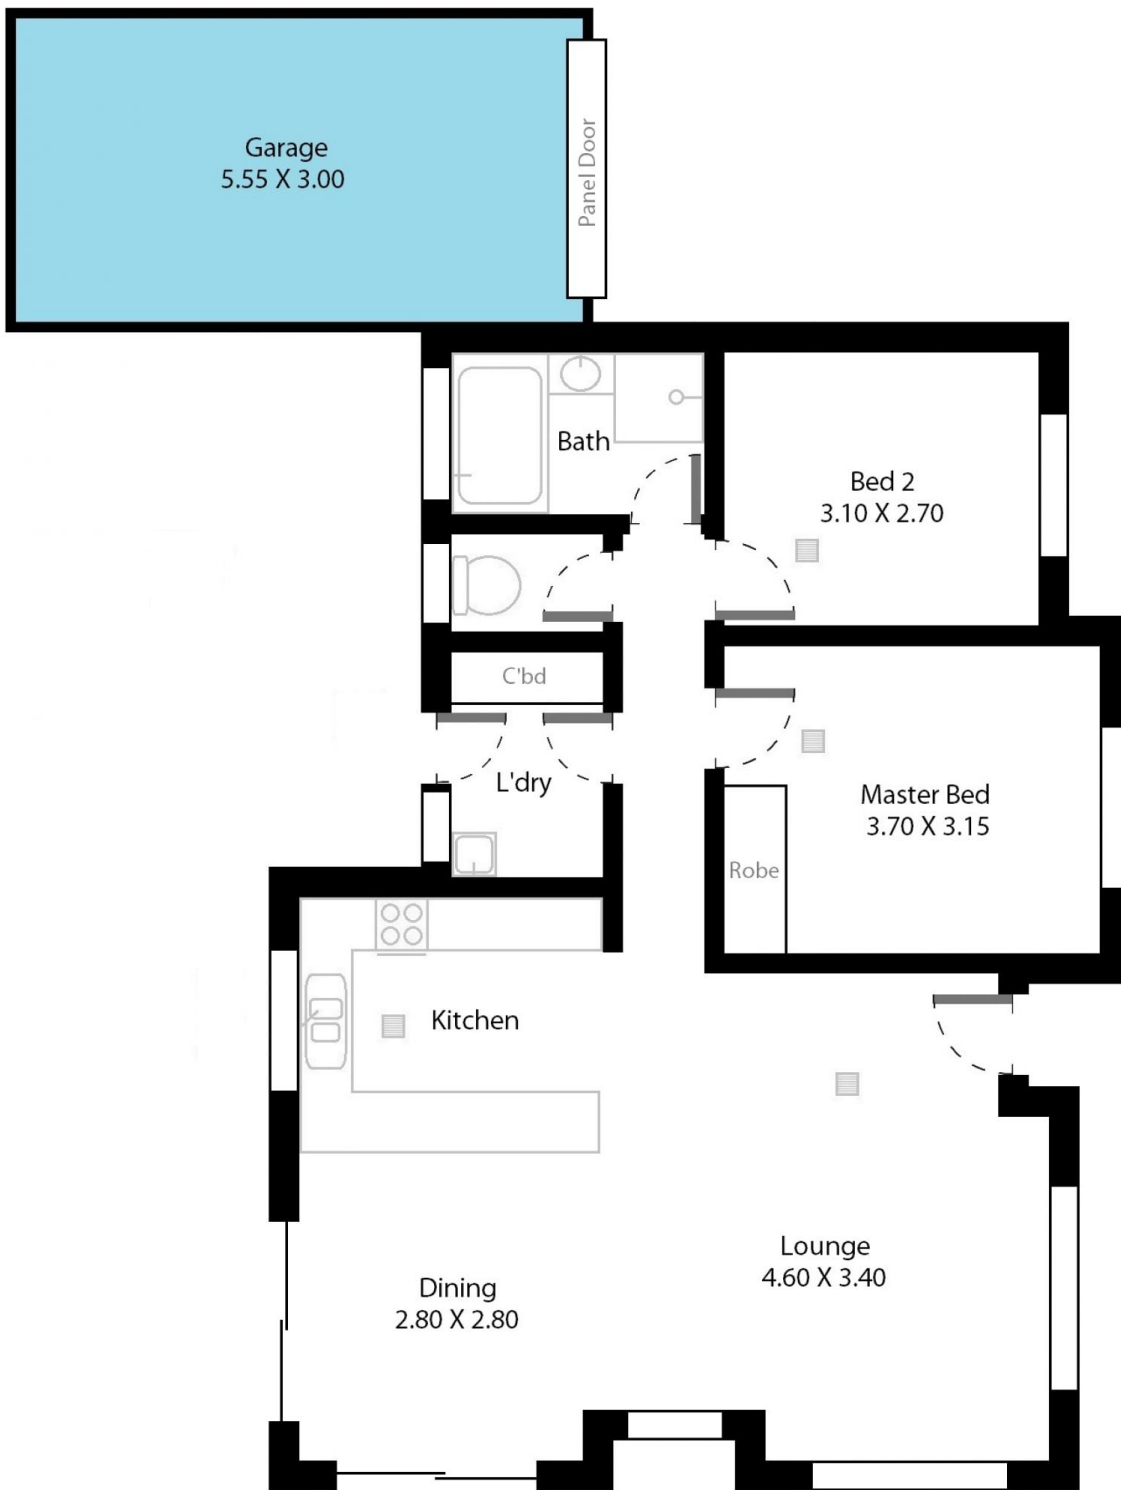 Garage
5.55 X 3.00
Panel Door
Bath
Bed 2
3.10 X 2.70
C'bd
L'dry
Master Bed
3.70 X 3.15
Robe
Kitchen
Lounge
4.60 X 3.40
Dining
2.80 X 2.80